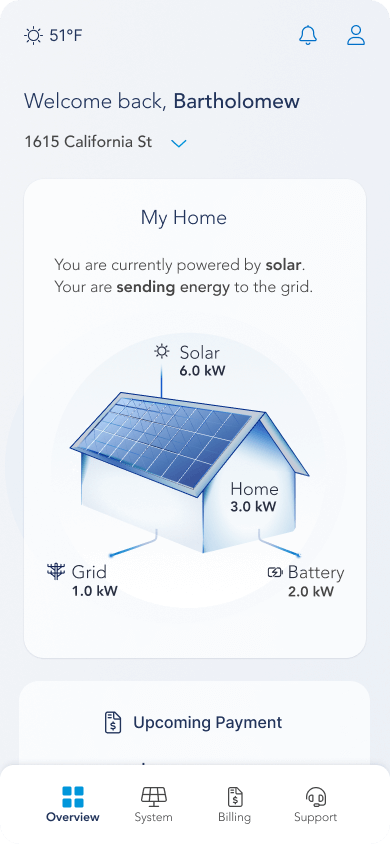 51°F
Welcome back, Bartholomew
1615 California St
My Home
You are currently powered by solar.
Your are sending energy to the grid.
Solar
6.0 kW
Home
3.0 kW
Grid
1.0 kW
Battery
2.0 kW
Upcoming Payment
Overview
System
Billing
Support